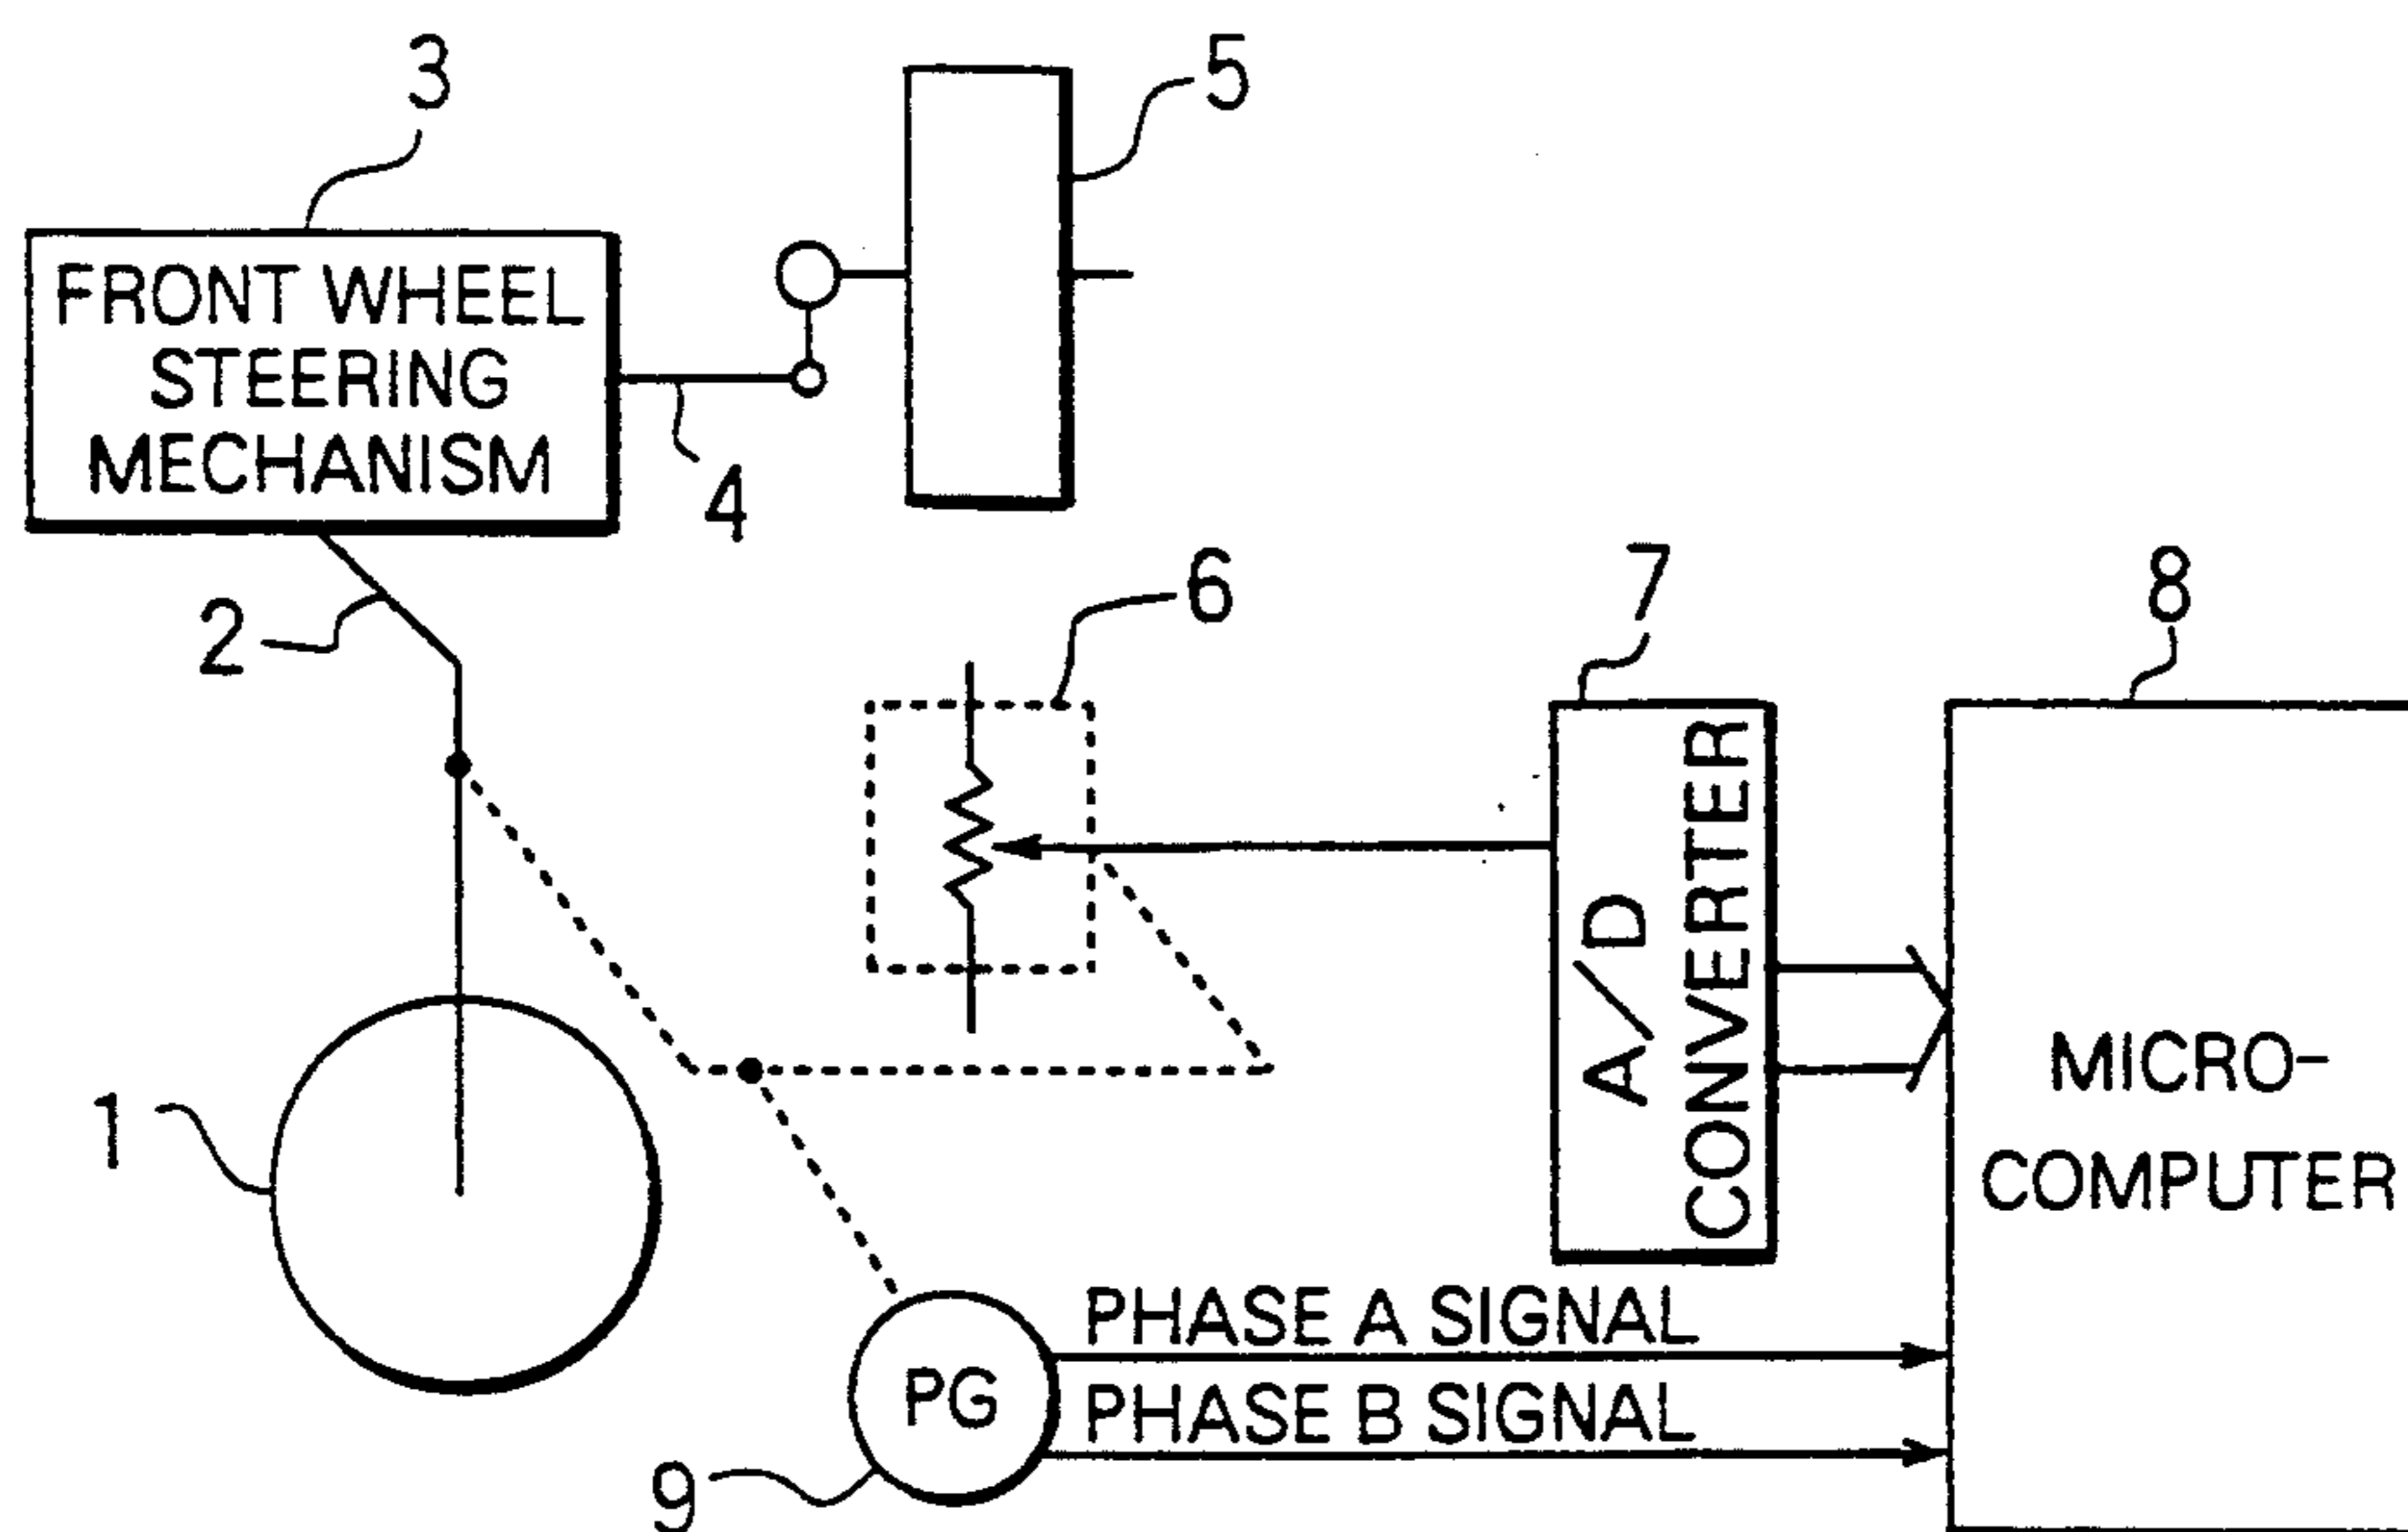 3
5
FRONT WHEEL
STEERING
MECHANISM
4
2
6
7
8
A/D
CONVERTER
MICRO-
COMPUTER
1
PHASE A SIGNAL
PG
PHASE B SIGNAL
9